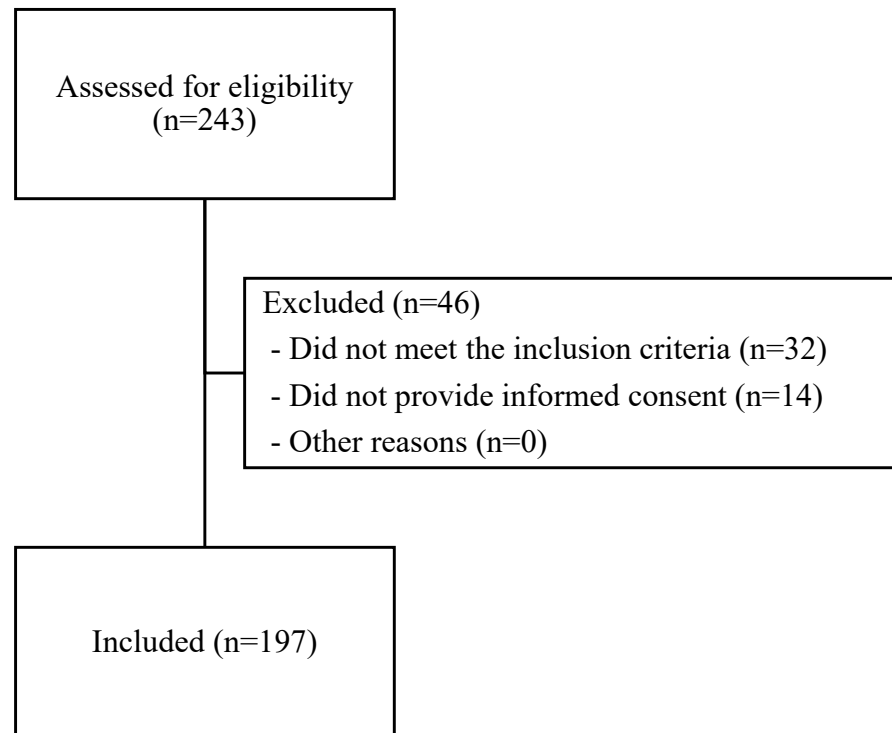 Assessed for eligibility
(n=243)
Excluded (n=46)
- Did not meet the inclusion criteria (n=32)
- Did not provide informed consent (n=14)
- Other reasons (n=0)
Included (n=197)